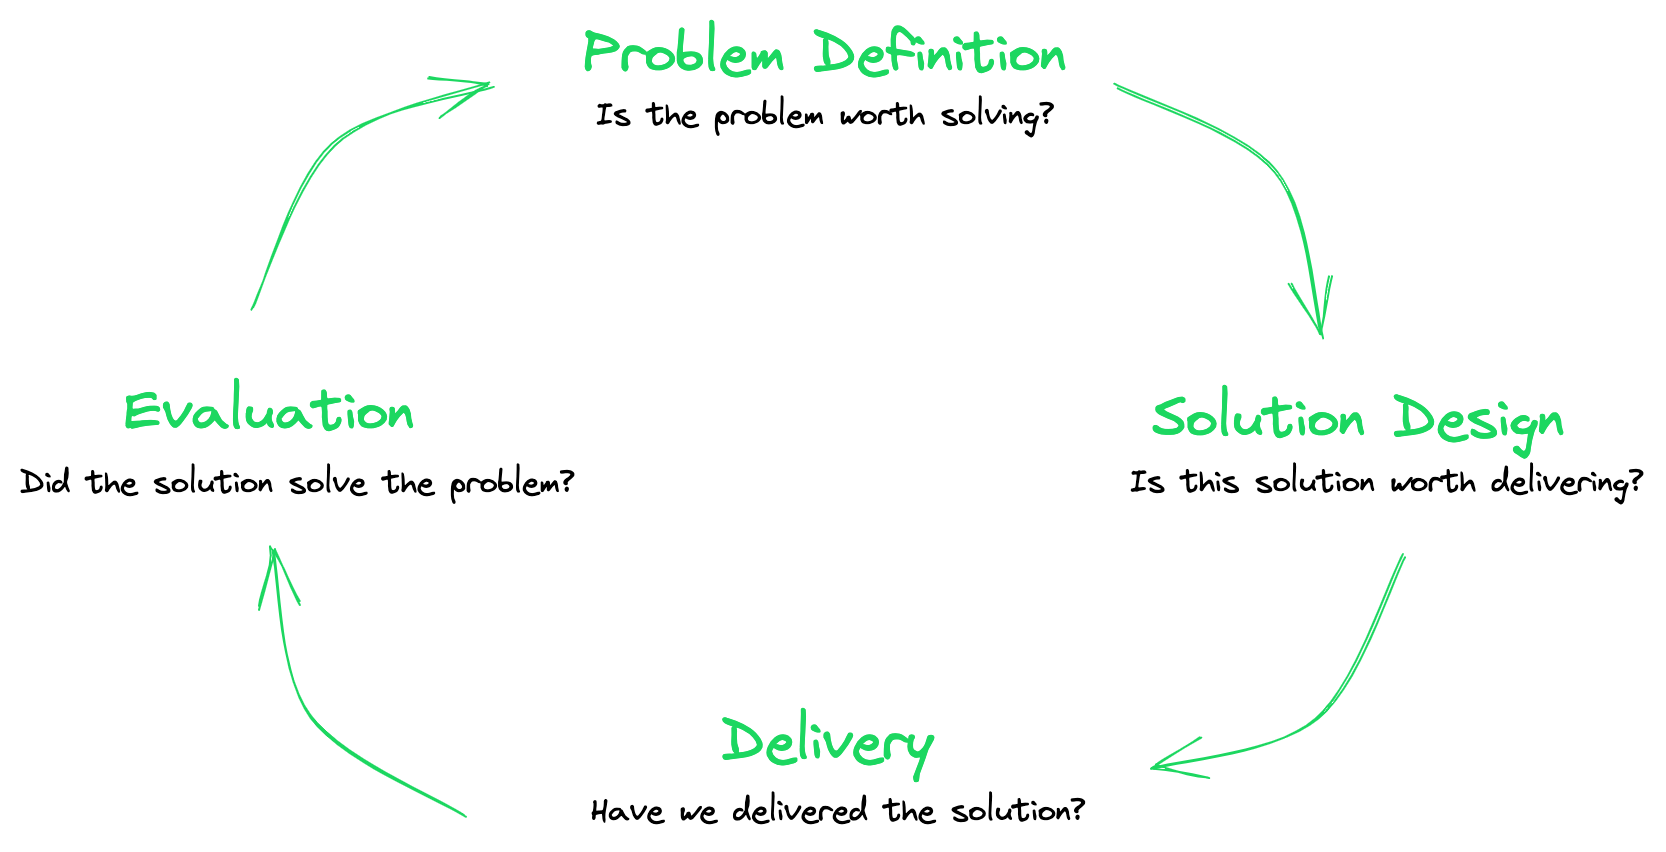 Problem Definition
Is the problem worth solving?
Evaluation
Did the solution solve the problem?
Solution Design
Is this solution worth delivering?
Delivery
Have we delivered the solution?